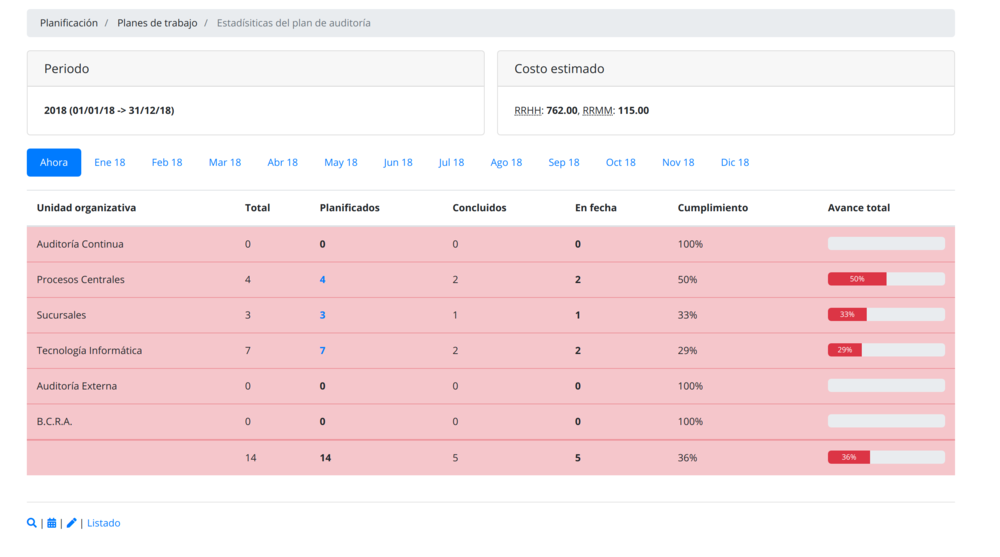 Planificación / Planes de trabajo / Estadísiticas del plan de auditoría
Periodo
2018 (01/01/18 -> 31/12/18)
Costo estimado
RRHH: 762.00, RRMM: 115.00
Ahora Ene 18 Feb 18 Mar 18 Abr 18 May 18 Jun 18 Jul 18 Ago 18 Sep 18 Oct 18 Nov 18 Dic 18
Unidad organizativa Total Planificados Concluidos En fecha Cumplimiento Avance total
Auditoría Continua 0 0 0 0 100%
Procesos Centrales 4 4 2 2 50% 50%
Sucursales 3 3 1 1 33% 33%
Tecnología Informática 7 7 2 2 29% 29%
Auditoría Externa 0 0 0 0 100%
B.C.R.A. 0 0 0 0 100%
14 14 5 5 36% 36%
| | | Listado